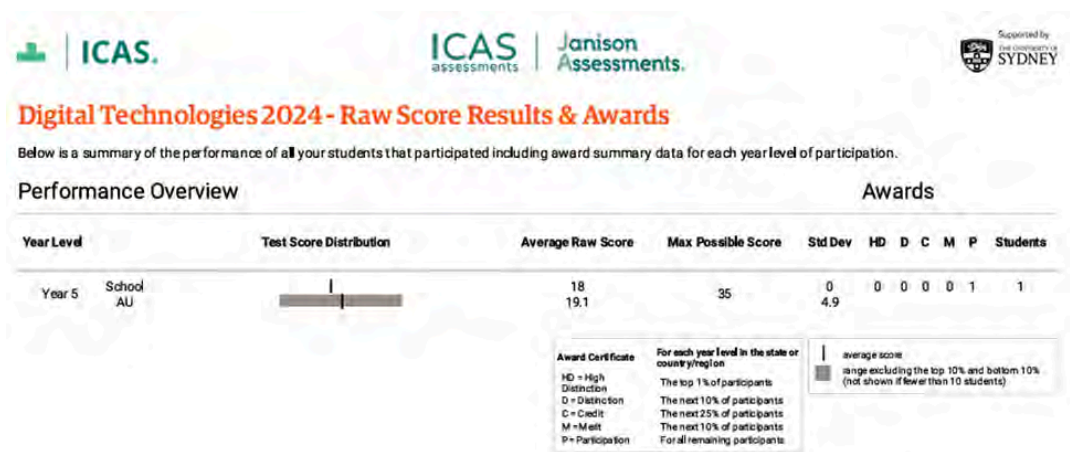 ICAS.
ICAS assessments
Janison Assessments.
Supported by
THE UNIVERSITY OF
SYDNEY
Digital Technologies 2024 - Raw Score Results & Awards
Below is a summary of the performance of all your students that participated including award summary data for each year level of participation.
Performance Overview
Awards
Year Level Test Score Distribution Average Raw Score Max Possible Score Std Dev HD D C M P Students
Year 5
School 18 0 0 0 0 0 1 1
35
AU 19.1 4.9
Award Certificate For each year level in the state or country/region
HD = High Distinction The top 1% of participants
D = Distinction The next 10% of participants
C = Credit The next 25% of participants
M = Merit The next 10% of participants
P = Participation For all remaining participants
average score
range excluding the top 10% and bottom 10%
(not shown if fewer than 10 students)